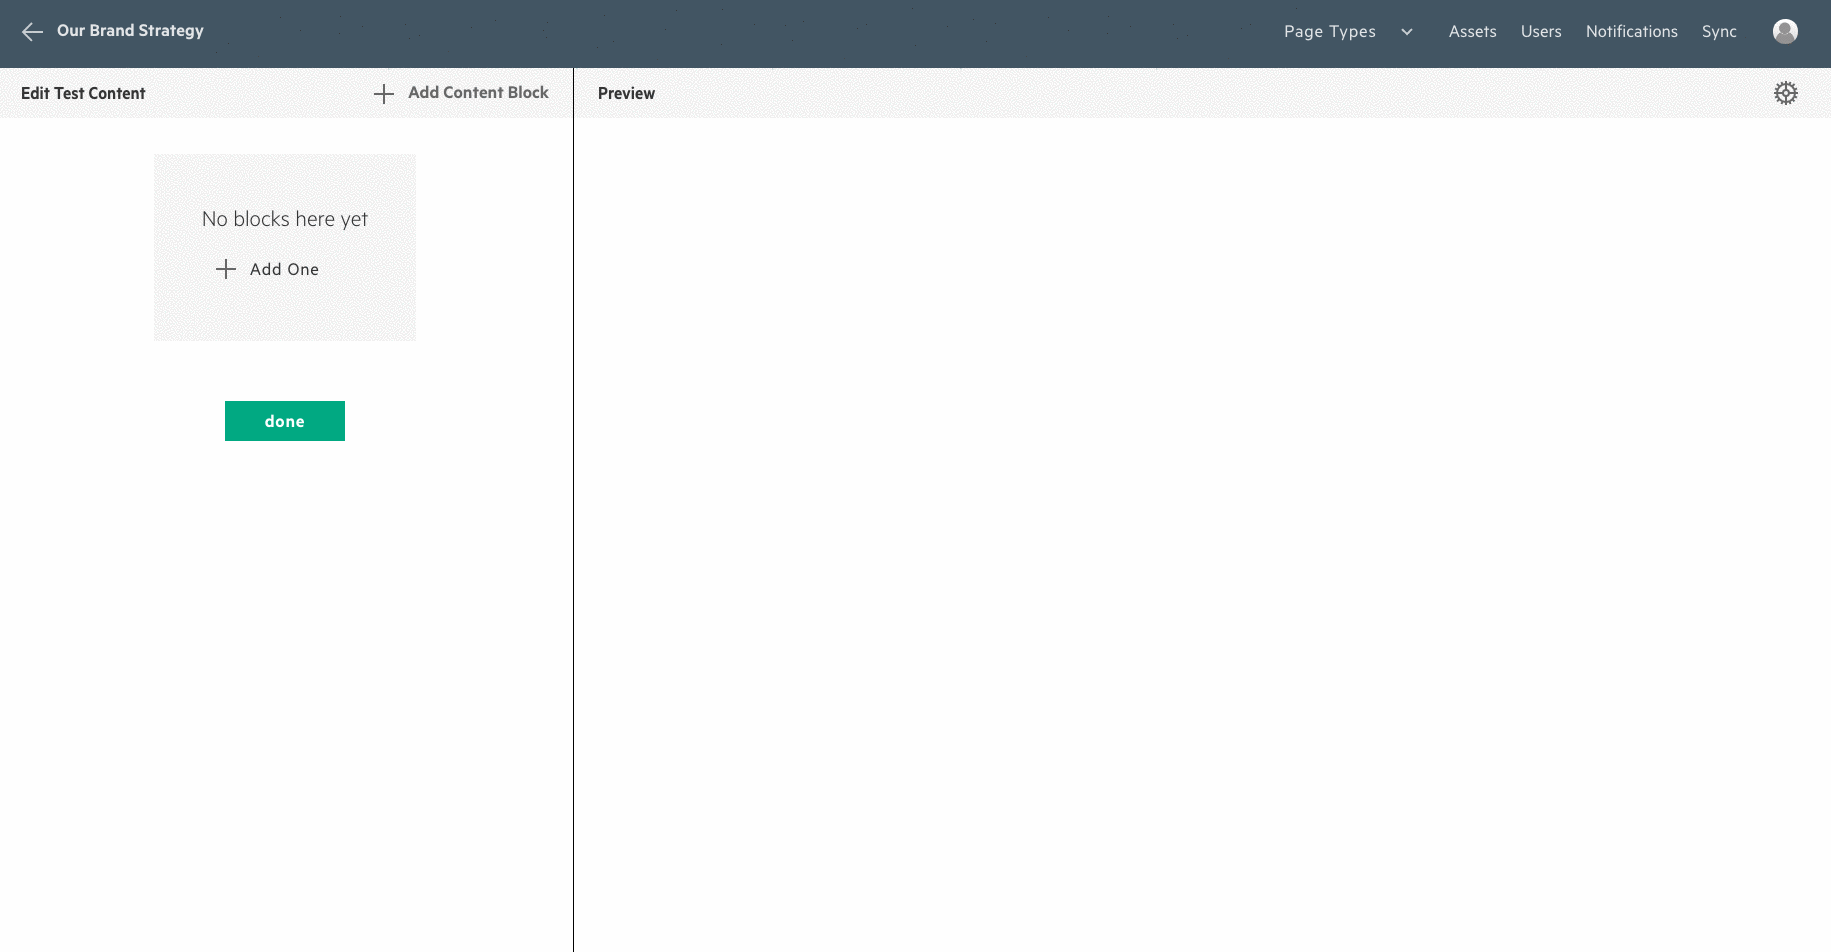 Our Brand Strategy
Page Types Assets Users Notifications Sync
Edit Test Content
Add Content Block
Preview
No blocks here yet
Add One
done